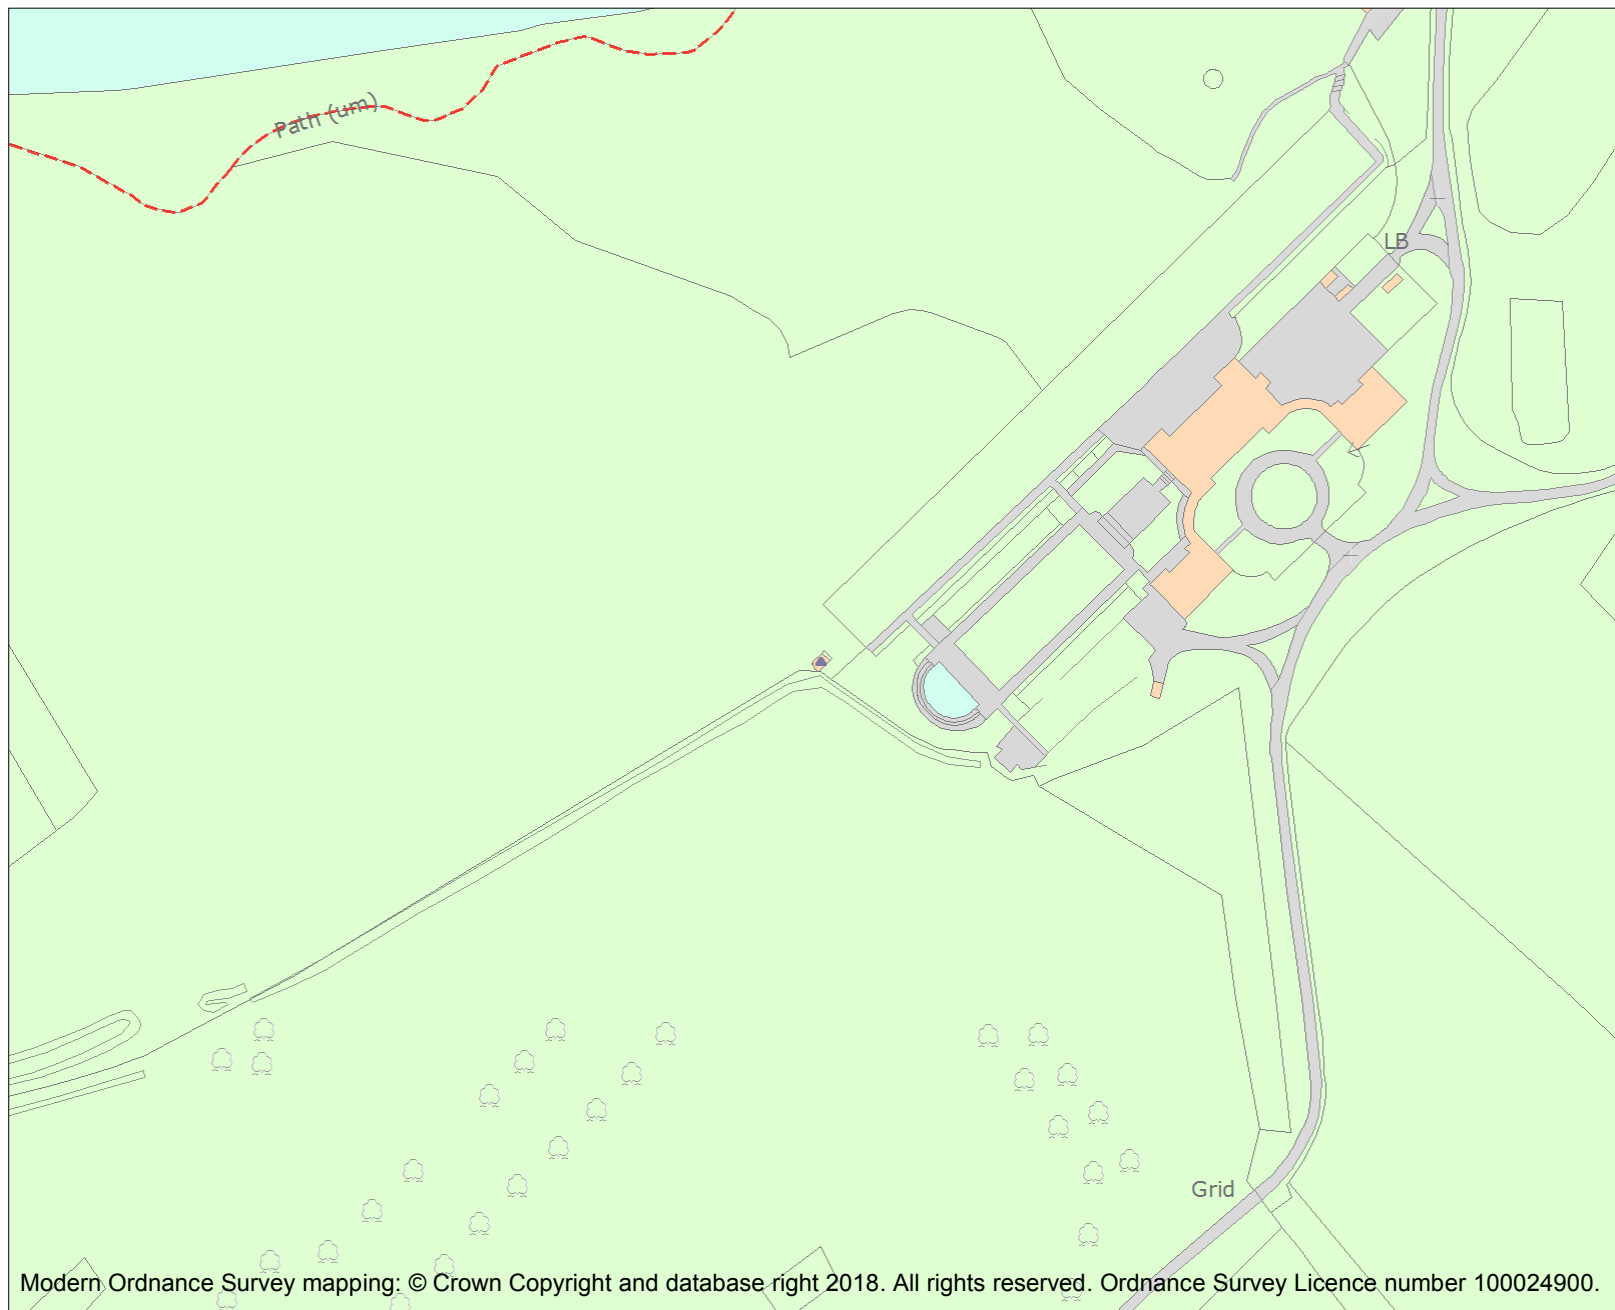 Path (um)
LB
Grid
Modern Ordnance Survey mapping: © Crown Copyright and database right 2018. All rights reserved. Ordnance Survey Licence number 100024900.